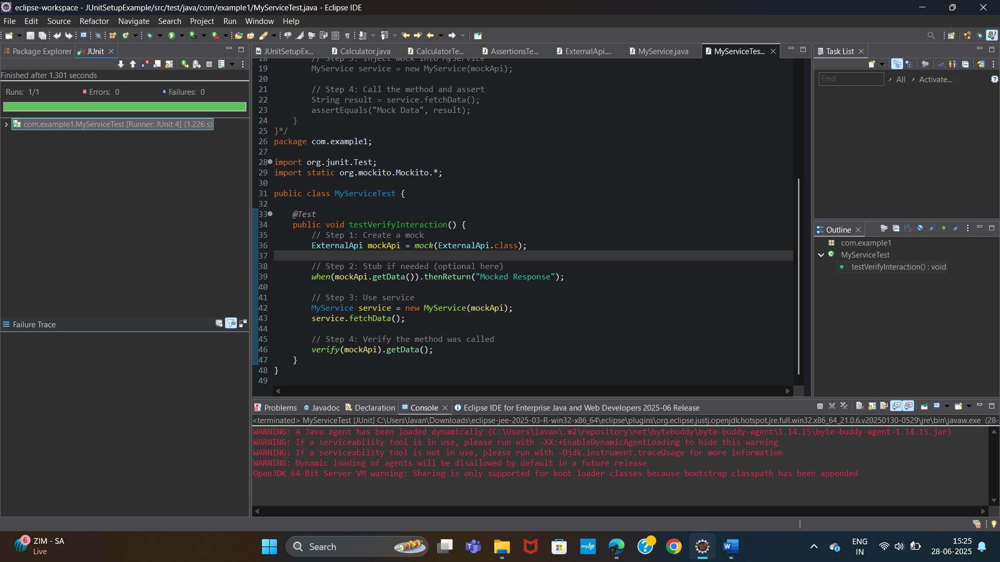 eclipse-workspace - JUnitSetupExample/src/test/java/com/example1/MyServiceTest.java - Eclipse IDE
File Edit Source Refactor Navigate Search Project Run Window Help
Package Explorer JUnit
Finished after 1.301 seconds
Runs: 1/1 Errors: 0 Failures: 0
com.example1.MyServiceTest [Runner: JUnit 4] (1.226 s)
Failure Trace
JUnitSetupEx... Calculator.java CalculatorTe... AssertionsTe... ExternalApi.... MyService.java MyServiceTes...
18 // Step 3: Inject mock into MyService
19 MyService service = new MyService(mockApi);
20
21 // Step 4: Call the method and assert
22 String result = service.fetchData();
23 assertEquals("Mock Data", result);
24 }
25 }*/
26 package com.example1;
27
28 import org.junit.Test;
29 import static org.mockito.Mockito.*;
30
31 public class MyServiceTest {
32
33 @Test
34 public void testVerifyInteraction() {
35 // Step 1: Create a mock
36 ExternalApi mockApi = mock(ExternalApi.class);
37
38 // Step 2: Stub if needed (optional here)
39 when(mockApi.getData()).thenReturn("Mocked Response");
40
41 // Step 3: Use service
42 MyService service = new MyService(mockApi);
43 service.fetchData();
44
45 // Step 4: Verify the method was called
46 verify(mockApi).getData();
47 }
48 }
49
Task List
Find All Activate...
Outline
com.example1
MyServiceTest
testVerifyInteraction() : void
Problems Javadoc Declaration Console Eclipse IDE for Enterprise Java and Web Developers 2025-06 Release
<terminated> MyServiceTest [JUnit] C:\Users\lavan\Downloads\eclipse-jee-2025-03-R-win32-x86_64\eclipse\plugins\org.eclipse.justj.openjdk.hotspot.jre.full.win32.x86_64_21.0.6.v20250130-0529\jre\bin\javaw.exe (28-
WARNING: A Java agent has been loaded dynamically (C:\Users\lavan\.m2\repository\net\bytebuddy\byte-buddy-agent\1.14.15\byte-buddy-agent-1.14.15.jar)
WARNING: If a serviceability tool is in use, please run with -XX:+EnableDynamicAgentLoading to hide this warning
WARNING: If a serviceability tool is not in use, please run with -Djdk.instrument.traceUsage for more information
WARNING: Dynamic loading of agents will be disallowed by default in a future release
OpenJDK 64-Bit Server VM warning: Sharing is only supported for boot loader classes because bootstrap classpath has been appended
6 ZIM - SA
Live
Search
myhp
ENG
IN
15:25
28-06-2025